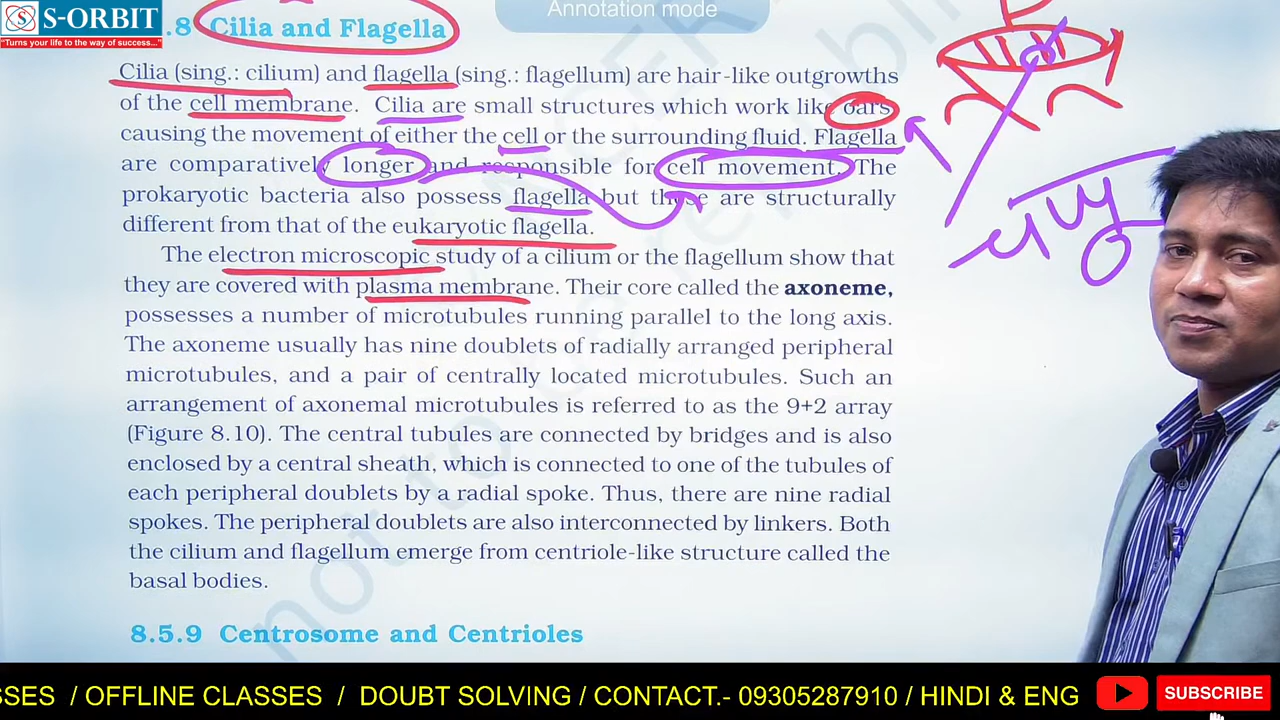 S-ORBIT
"Turns your life to the way of success..."
Annotation mode
.8 Cilia and Flagella
Cilia (sing.: cilium) and flagella (sing.: flagellum) are hair-like outgrowths
of the cell membrane. Cilia are small structures which work like oars
causing the movement of either the cell or the surrounding fluid. Flagella
are comparatively longer and responsible for cell movement. The
prokaryotic bacteria also possess flagella but these are structurally
different from that of the eukaryotic flagella.
The electron microscopic study of a cilium or the flagellum show that
they are covered with plasma membrane. Their core called the axoneme,
possesses a number of microtubules running parallel to the long axis.
The axoneme usually has nine doublets of radially arranged peripheral
microtubules, and a pair of centrally located microtubules. Such an
arrangement of axonemal microtubules is referred to as the 9+2 array
(Figure 8.10). The central tubules are connected by bridges and is also
enclosed by a central sheath, which is connected to one of the tubules of
each peripheral doublets by a radial spoke. Thus, there are nine radial
spokes. The peripheral doublets are also interconnected by linkers. Both
the cilium and flagellum emerge from centriole-like structure called the
basal bodies.
8.5.9 Centrosome and Centrioles
SSES / OFFLINE CLASSES / DOUBT SOLVING / CONTACT.- 09305287910 / HINDI & ENG
SUBSCRIBE